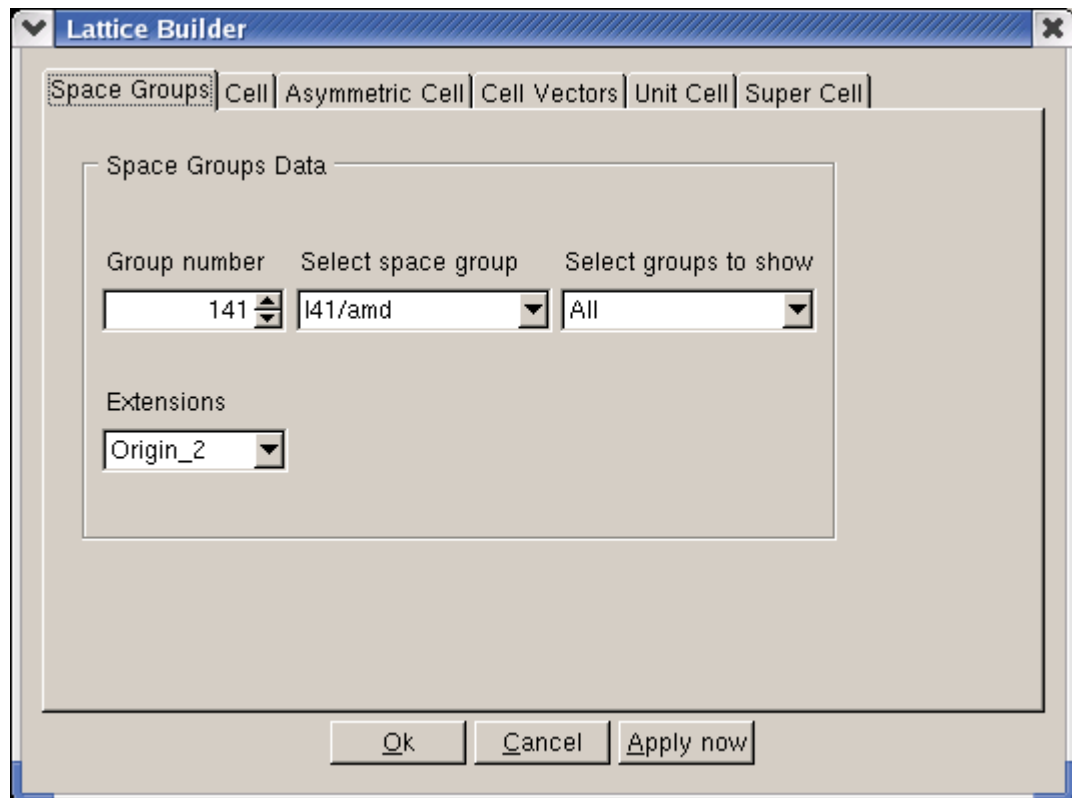 Lattice Builder
Space Groups Cell Asymmetric Cell Cell Vectors Unit Cell Super Cell
Space Groups Data
Group number Select space group Select groups to show
141 I41/amd All
Extensions
Origin_2
Ok Cancel Apply now